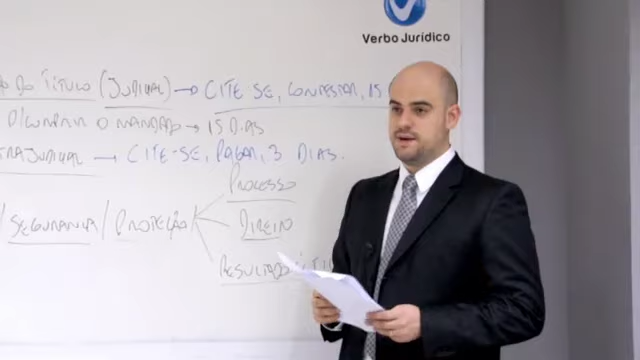 Verbo Jurídico
DO TÍTULO (JUDICIAL) → CITE SE, CONTESTAR, 15
O MANDADO → 15 DIAS
→ CITE-SE, PAGAR, 3 DIAS.
PROCESSO
/ SEGURANÇA / PROTEÇÃO
DIREITO
RESULTADO